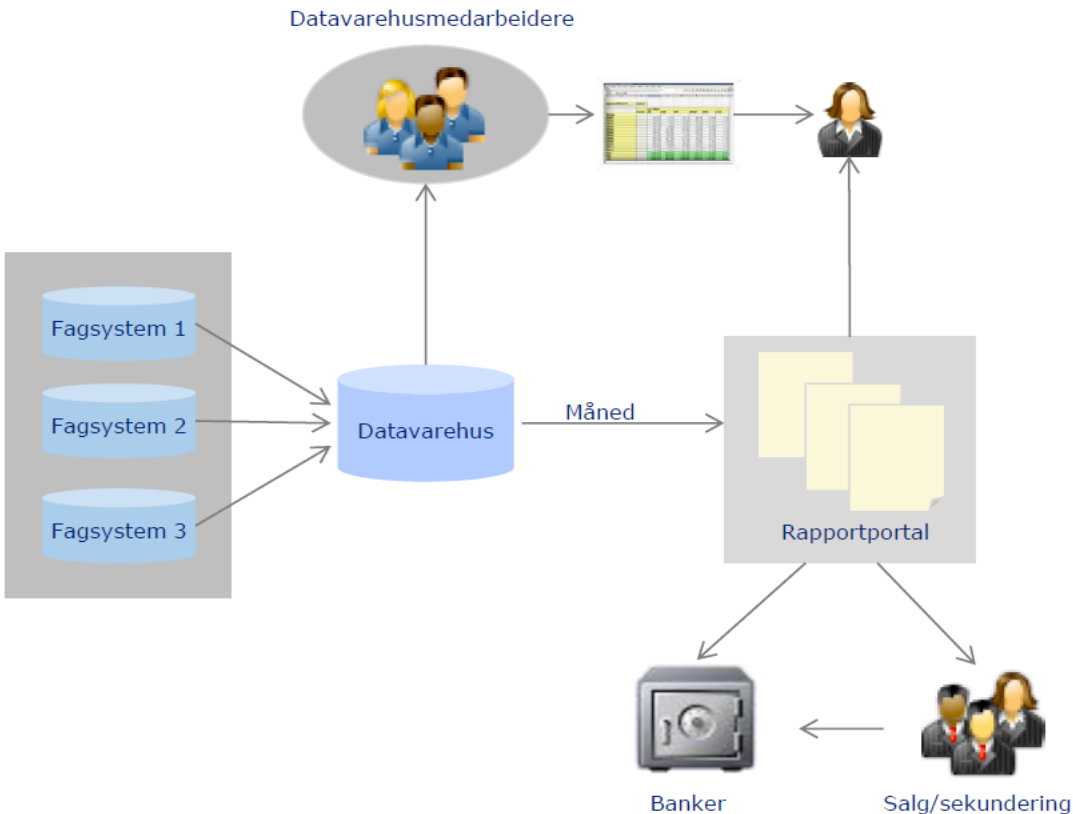 Datavarehusmedarbeidere
Fagsystem 1
Fagsystem 2
Fagsystem 3
Datavarehus
Måned
Rapportportal
Banker
Salg/sekundering